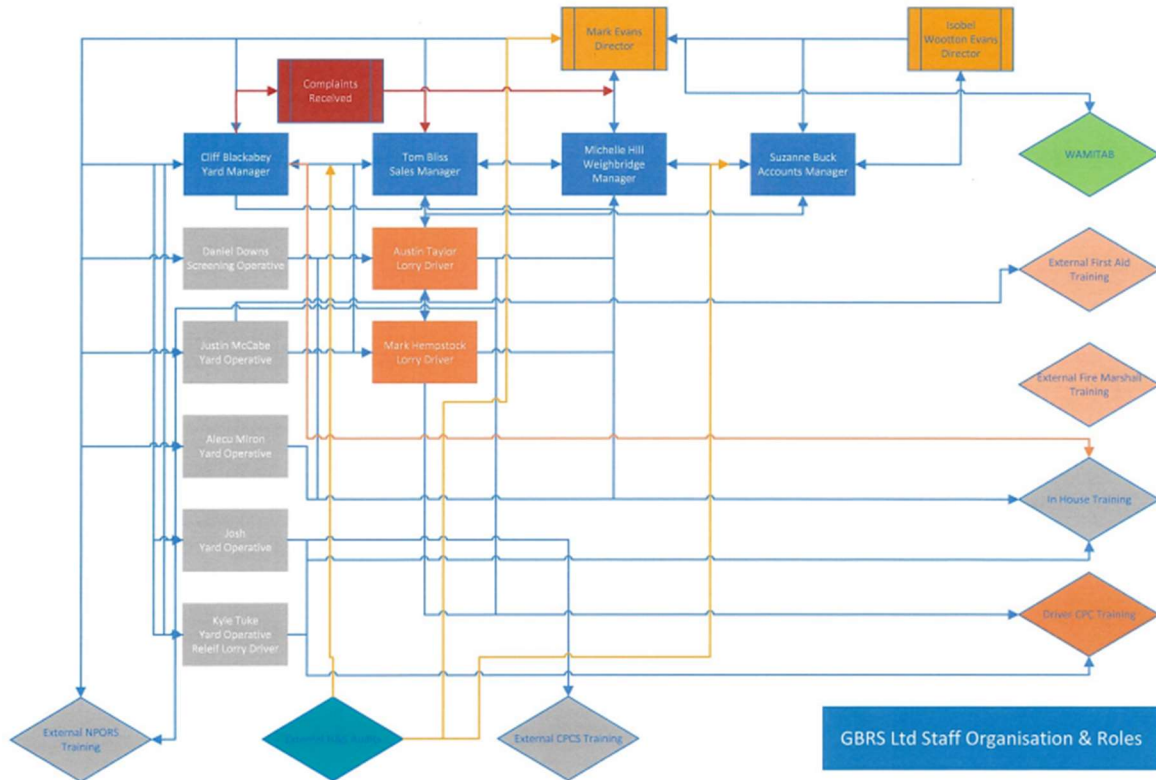 Mark Evans
Director
Isobel
Wootton Evans
Director
Complaints
Received
Cliff Blackabey
Yard Manager
Tom Bliss
Sales Manager
Michelle Hill
Weighbridge
Manager
Suzanne Buck
Accounts Manager
WAMITAB
Daniel Downs
Screening Operative
Austin Taylor
Lorry Driver
External First Aid
Training
Justin McCabe
Yard Operative
Mark Hempstock
Lorry Driver
External Fire Marshall
Training
Alecu Miron
Yard Operative
In House Training
Josh
Yard Operative
Kyle Tuke
Yard Operative
Releif Lorry Driver
Driver CPC Training
External NPORS
Training
External
External CPCS Training
GBRS Ltd Staff Organisation & Roles